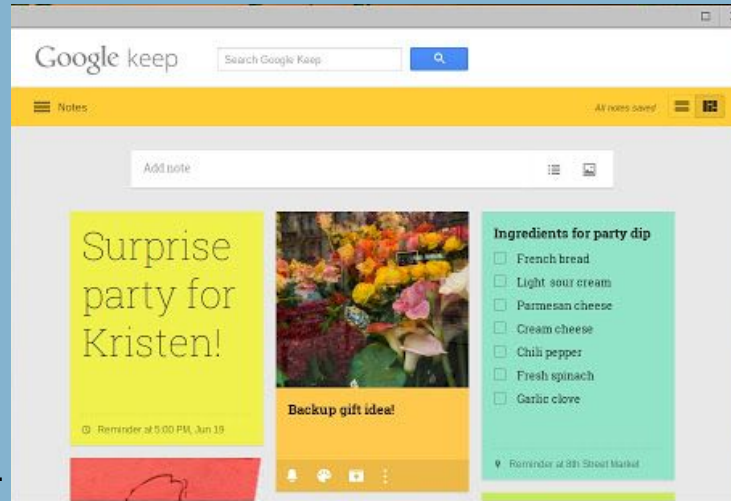 Google keep
Search Google Keep
Notes
All notes saved
Add note
Surprise
party for
Kristen!
Reminder at 5:00 PM, Jun 19
Backup gift idea!
Ingredients for party dip
French bread
Light sour cream
Parmesan cheese
Cream cheese
Chili pepper
Fresh spinach
Garlic clove
Reminder at 8th Street Market